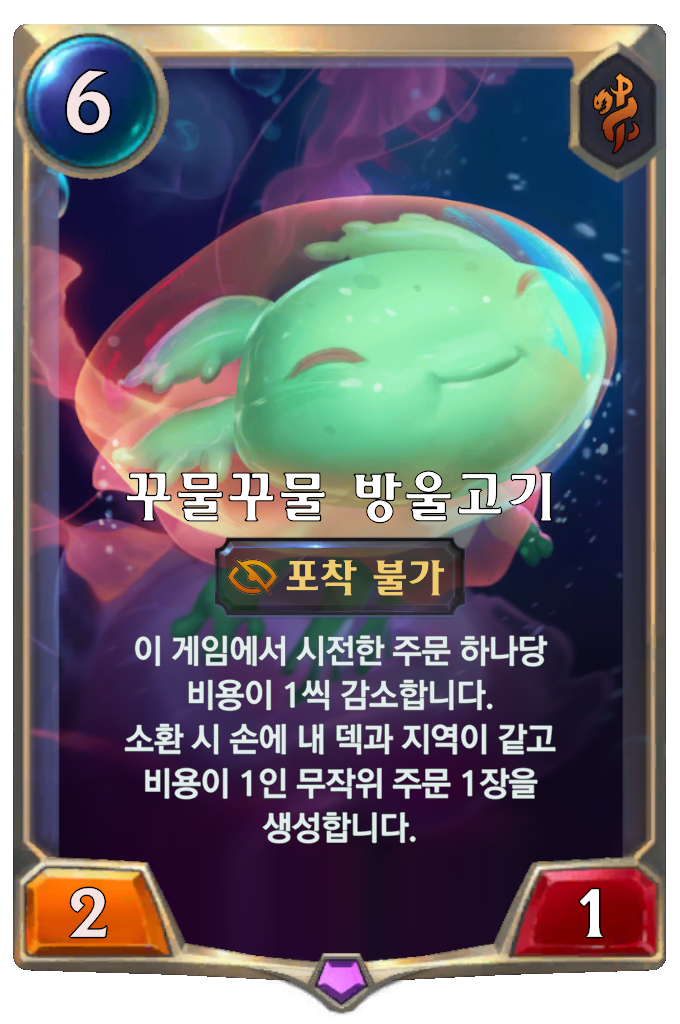 6
꾸물꾸물 방울고기
포착 불가
이 게임에서 시전한 주문 하나당
비용이 1씩 감소합니다.
소환 시 손에 내 덱과 지역이 같고
비용이 1인 무작위 주문 1장을
생성합니다.
2
1